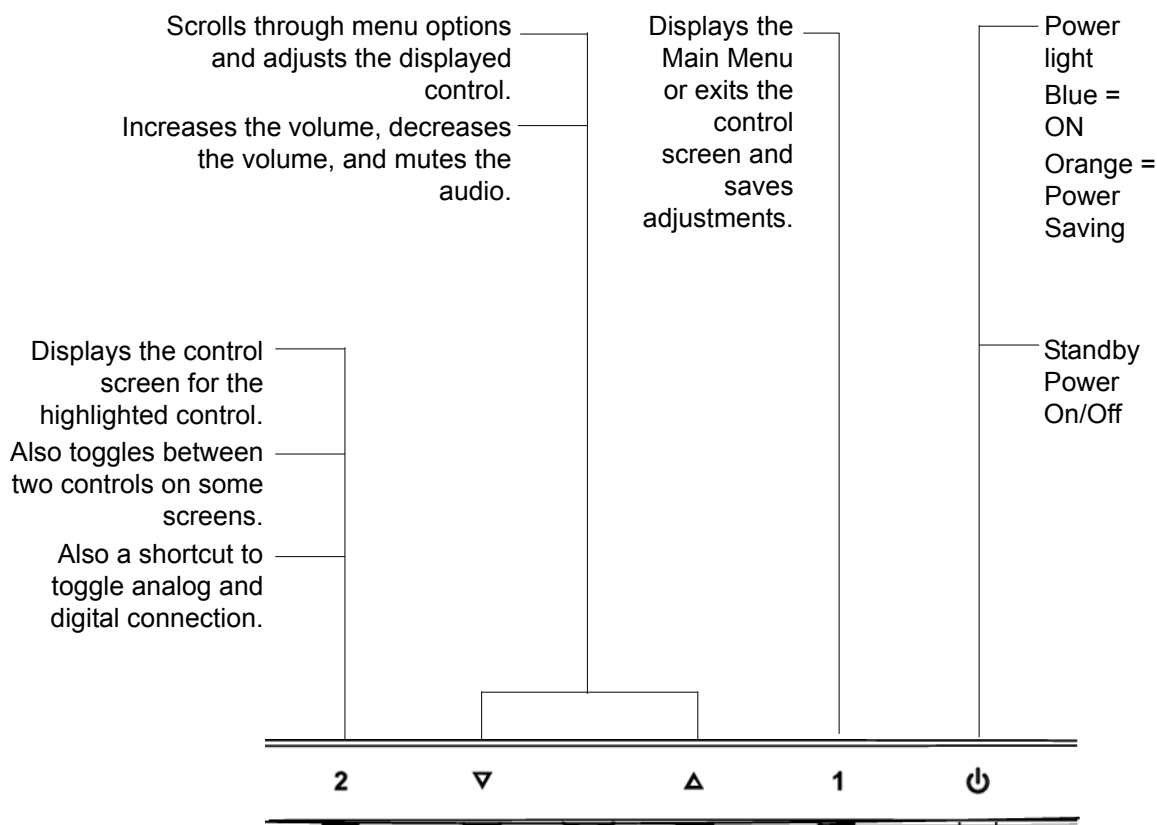 Scrolls through menu options
and adjusts the displayed
control.
Increases the volume, decreases
the volume, and mutes the
audio.
Displays the
Main Menu
or exits the
control
screen and
saves
adjustments.
Power
light
Blue =
ON
Orange =
Power
Saving
Displays the control
screen for the
highlighted control.
Also toggles between
two controls on some
screens.
Also a shortcut to
toggle analog and
digital connection.
Standby
Power
On/Off
2 ▽ △ 1 ⏻